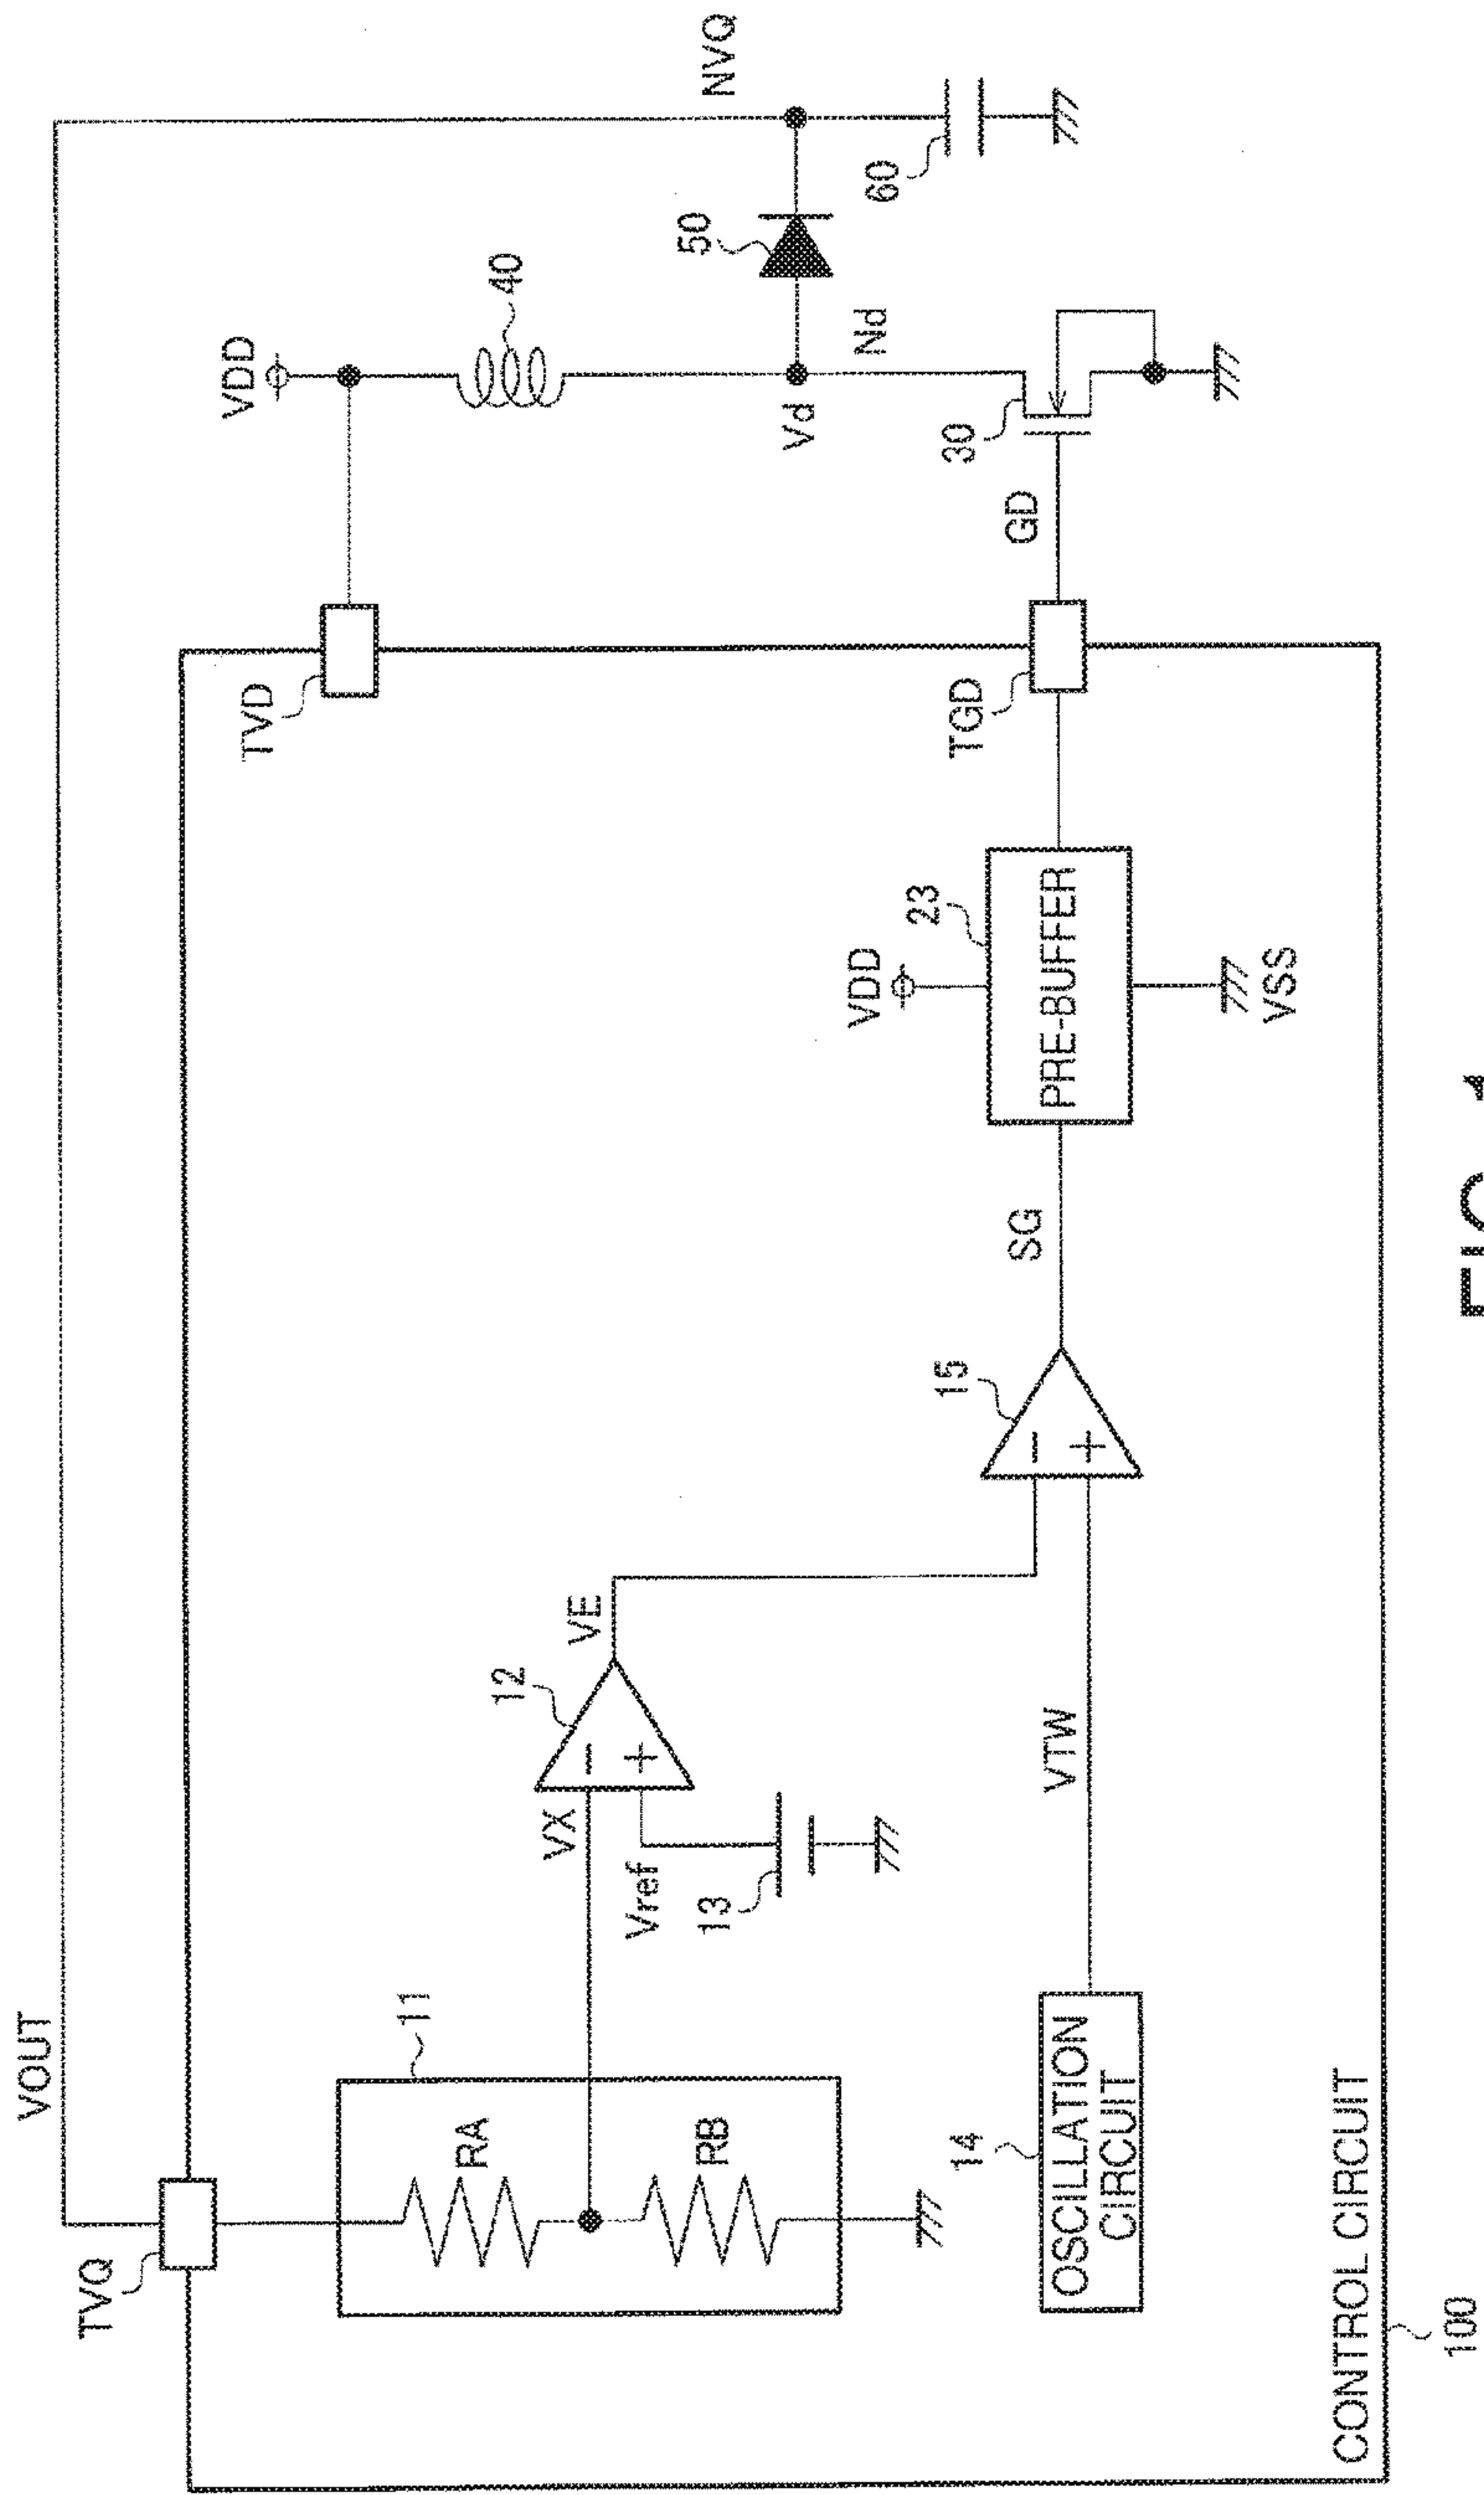 VOUT
NVQ
TVQ
VDD
TVD
40
11
RA
12
VE
VX
50
Vref
13
RB
Vd
Nd
60
VDD
23
15
TGD
30
14
SG
GD
PRE-BUFFER
VTW
OSCILLATION
CIRCUIT
VSS
CONTROL CIRCUIT
100